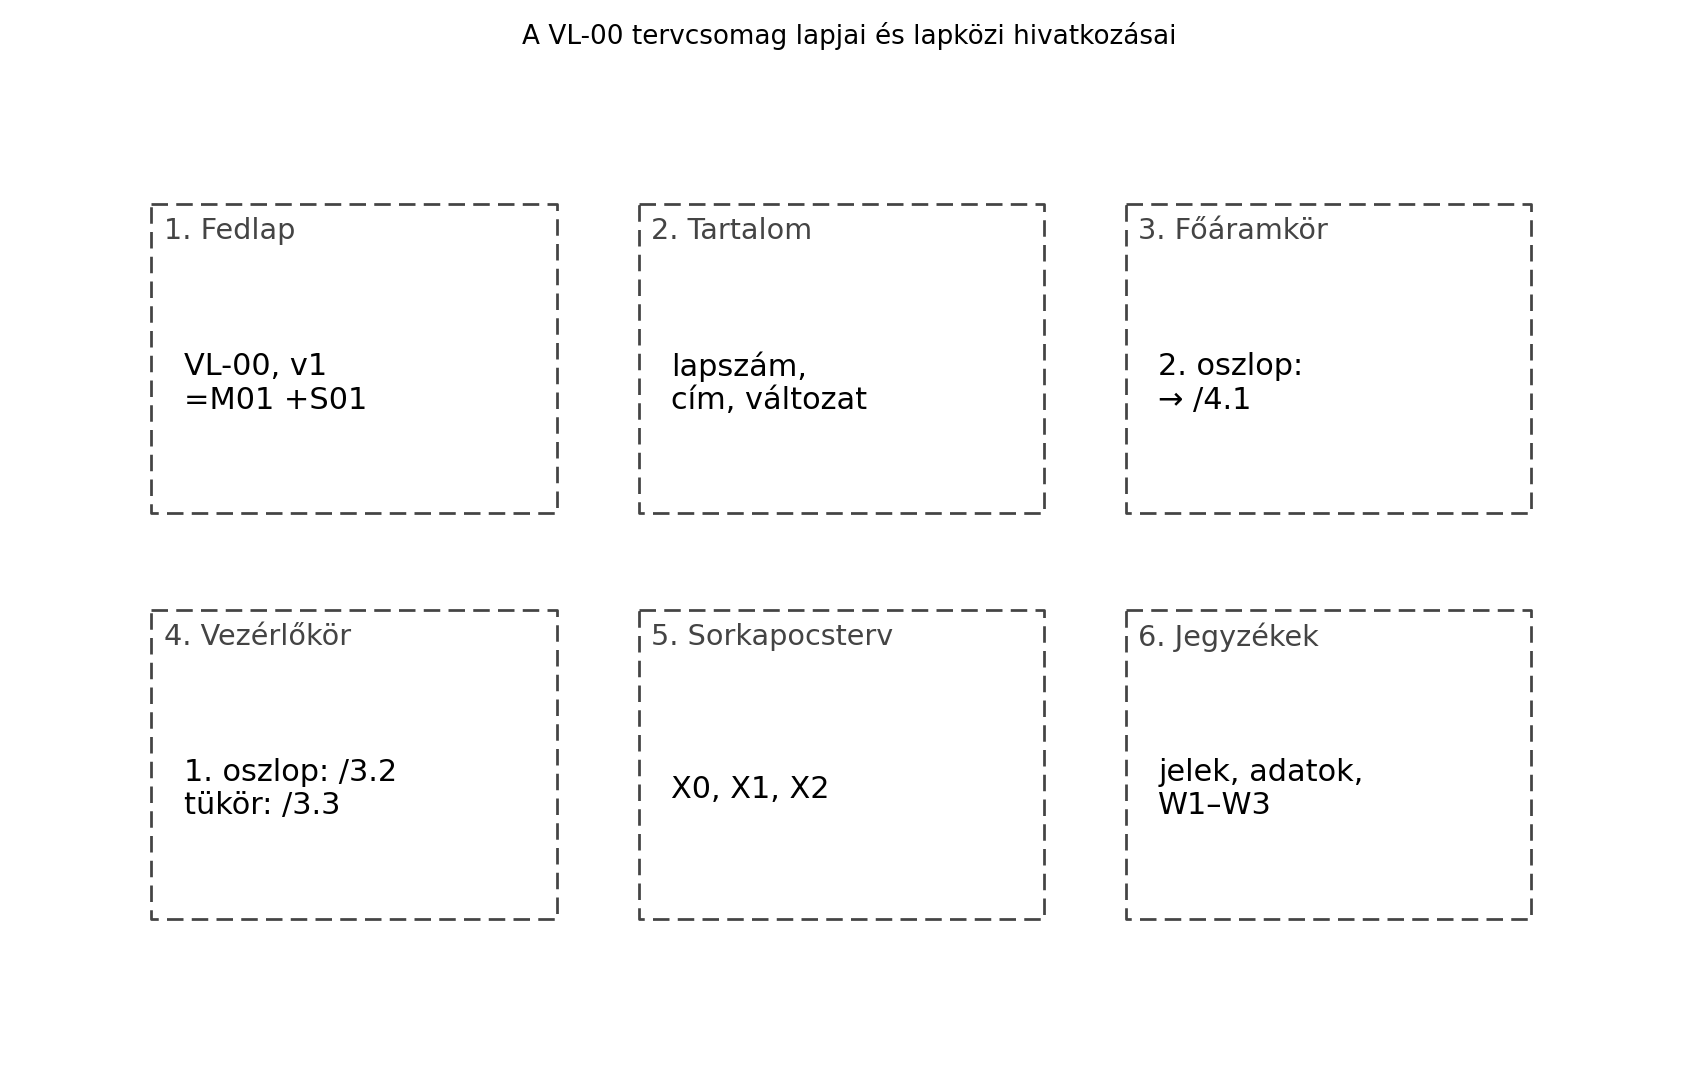 A VL-00 tervcsomag lapjai és lapközi hivatkozásai
1. Fedlap
VL-00, v1
=M01 +S01
2. Tartalom
lapszám,
cím, változat
3. Főáramkör
2. oszlop:
→ /4.1
4. Vezérlőkör
1. oszlop: /3.2
tükör: /3.3
5. Sorkapocsterv
X0, X1, X2
6. Jegyzékek
jelek, adatok,
W1–W3